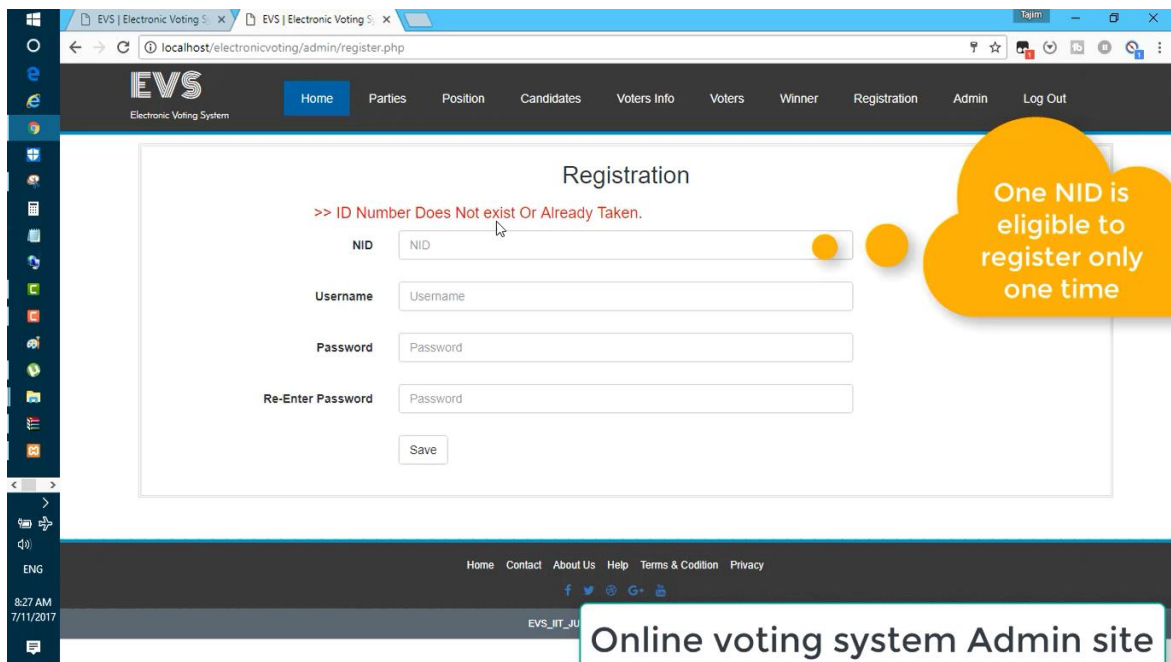 EVS | Electronic Voting S
EVS | Electronic Voting S
Tajim
localhost/electronicvoting/admin/register.php
EVS
Electronic Voting System
Home Parties Position Candidates Voters Info Voters Winner Registration Admin Log Out
Registration
>> ID Number Does Not exist Or Already Taken.
NID NID
Username Username
Password Password
Re-Enter Password Password
Save
One NID is
eligible to
register only
one time
Home Contact About Us Help Terms & Codition Privacy
EVS_IIT_JU
Online voting system Admin site
ENG
8:27 AM
7/11/2017